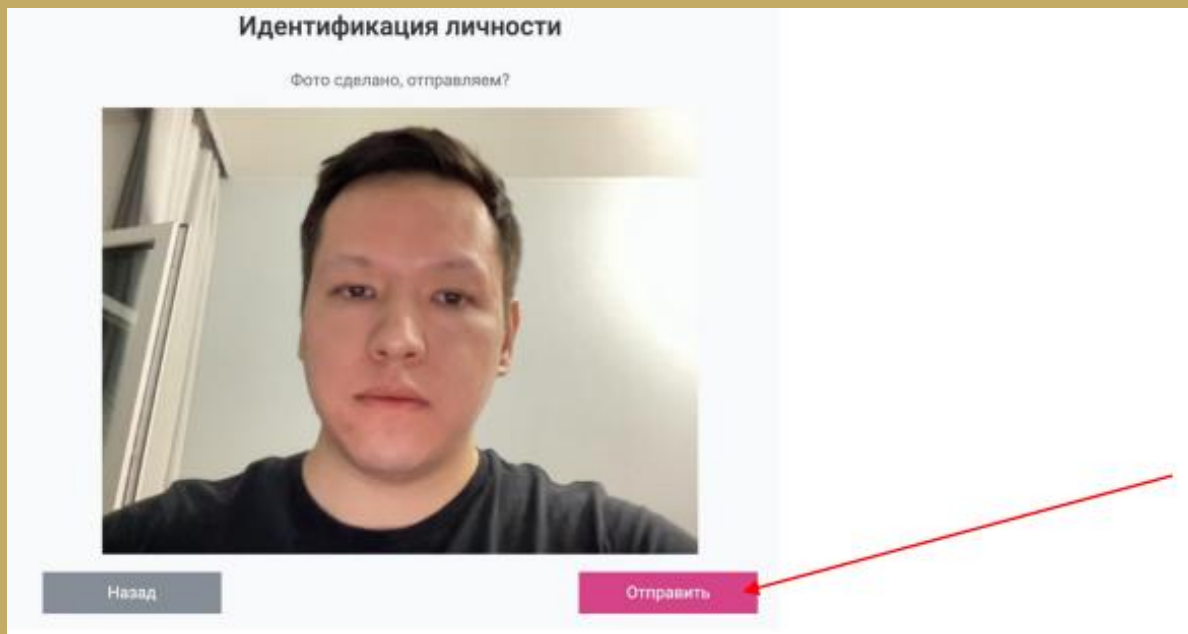 Идентификация личности
Фото сделано, отправляем?
Назад
Отправить